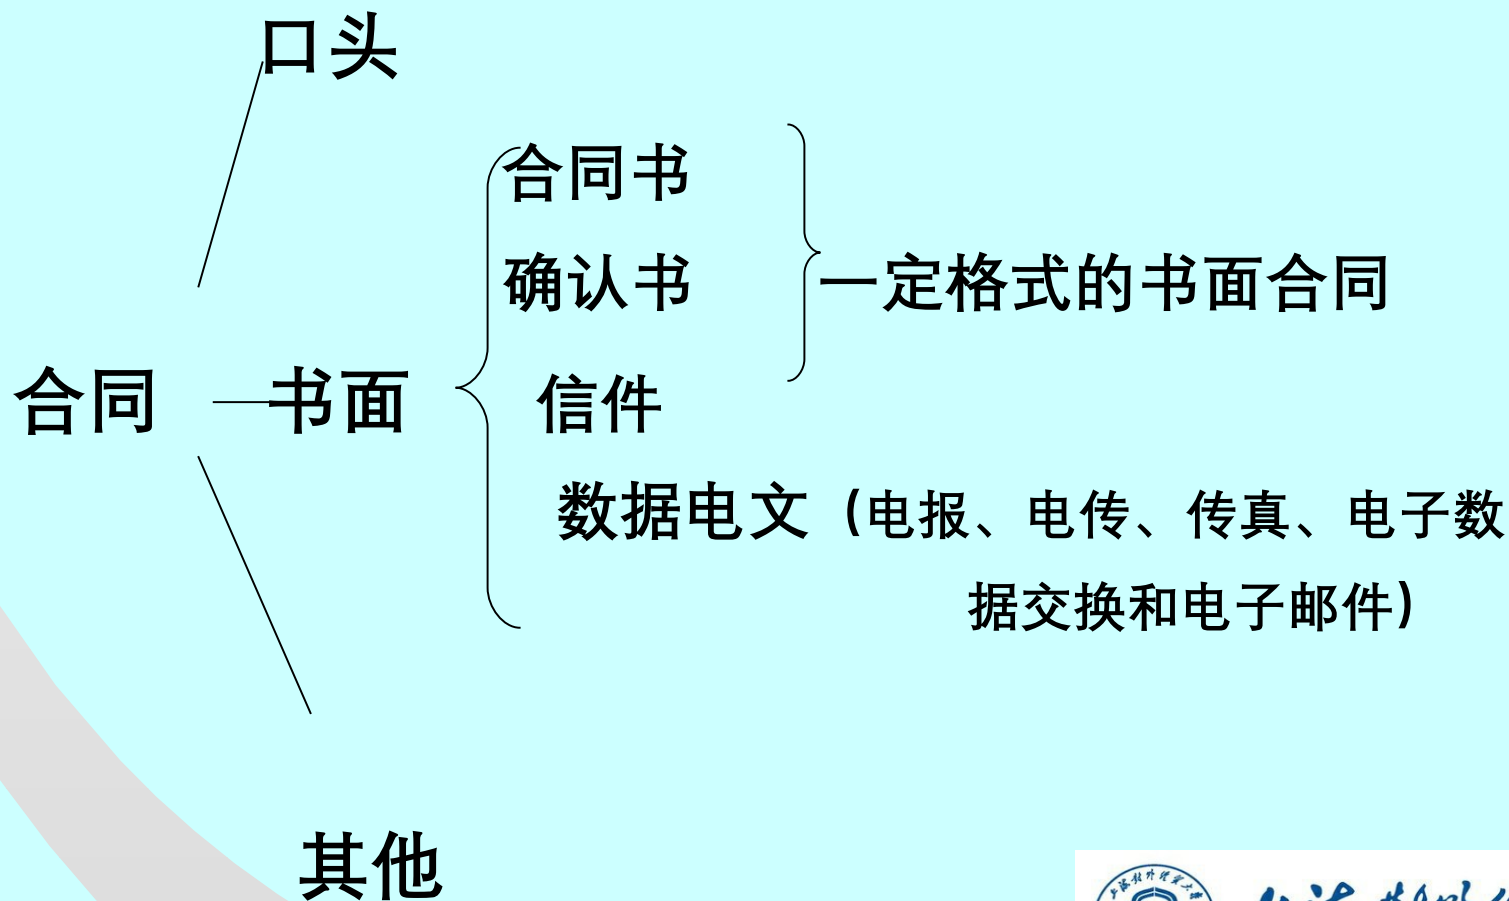 口头
合同书
确认书
一定格式的书面合同
合同
书面
信件
数据电文（电报、电传、传真、电子数
据交换和电子邮件）
其他